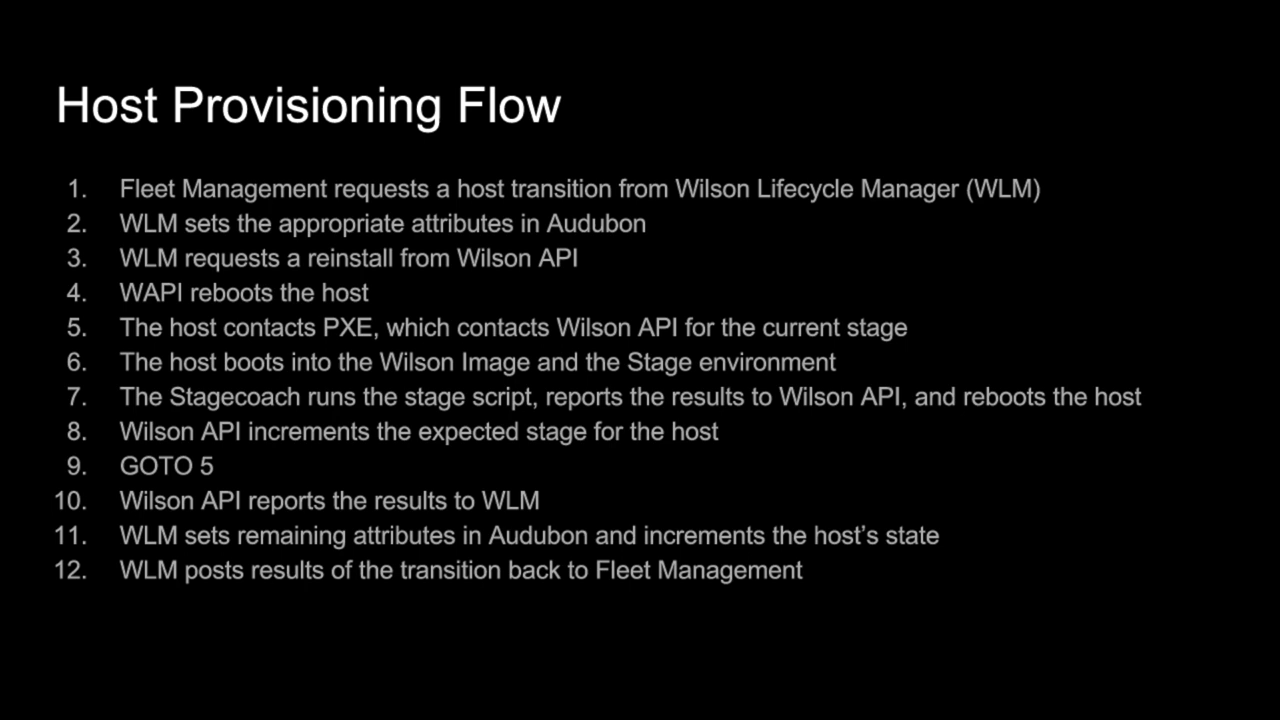 Host Provisioning Flow
1. Fleet Management requests a host transition from Wilson Lifecycle Manager (WLM)
2. WLM sets the appropriate attributes in Audubon
3. WLM requests a reinstall from Wilson API
4. WAPI reboots the host
5. The host contacts PXE, which contacts Wilson API for the current stage
6. The host boots into the Wilson Image and the Stage environment
7. The Stagecoach runs the stage script, reports the results to Wilson API, and reboots the host
8. Wilson API increments the expected stage for the host
9. GOTO 5
10. Wilson API reports the results to WLM
11. WLM sets remaining attributes in Audubon and increments the host’s state
12. WLM posts results of the transition back to Fleet Management